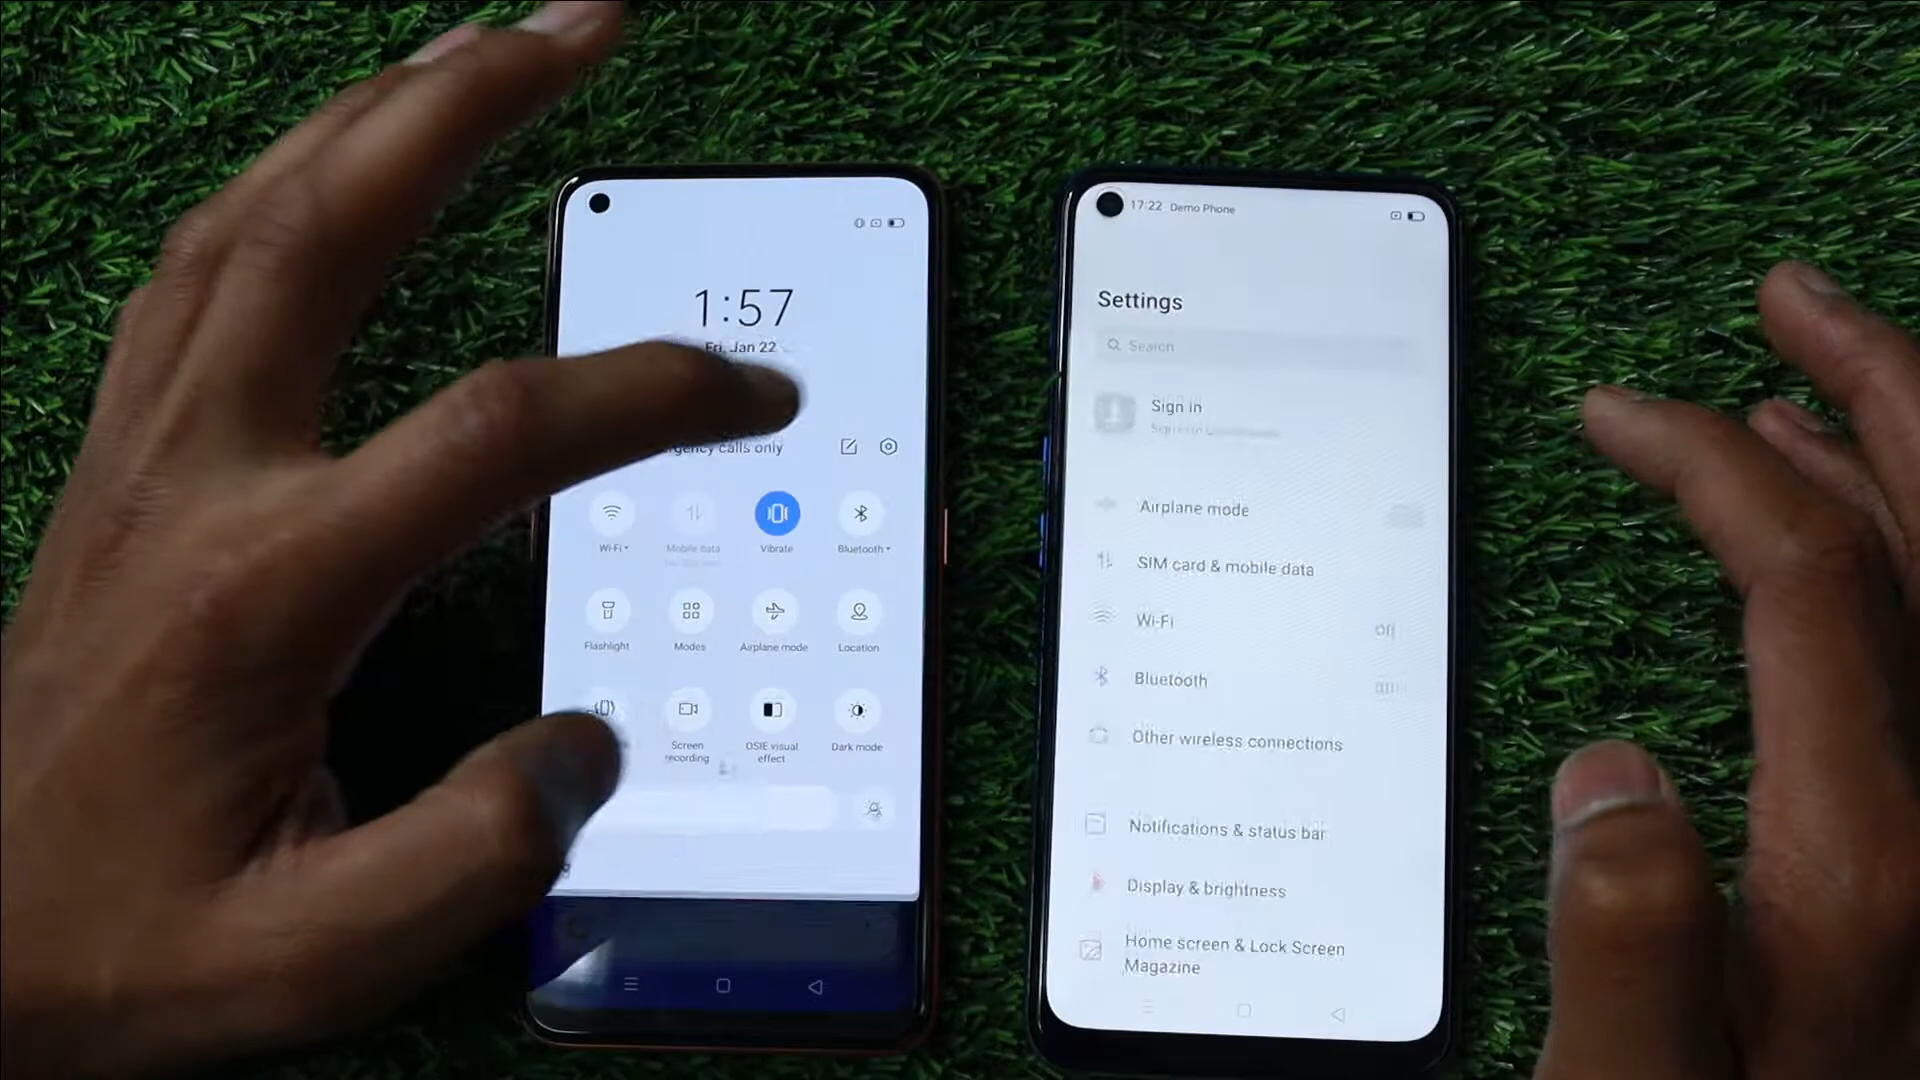 1:57
Fri, Jan 22
calls only
Wi-Fi
Mobile data
Vibrate
Bluetooth
Flashlight
Modes
Airplane mode
Location
Screen
recording
OSIE visual
effect
Dark mode
17:22 Demo Phone
Settings
Search
Sign in
Airplane mode
SIM card & mobile data
Wi-Fi
Off
Bluetooth
Other wireless connections
Notifications & status bar
Display & brightness
Home screen & Lock Screen
Magazine